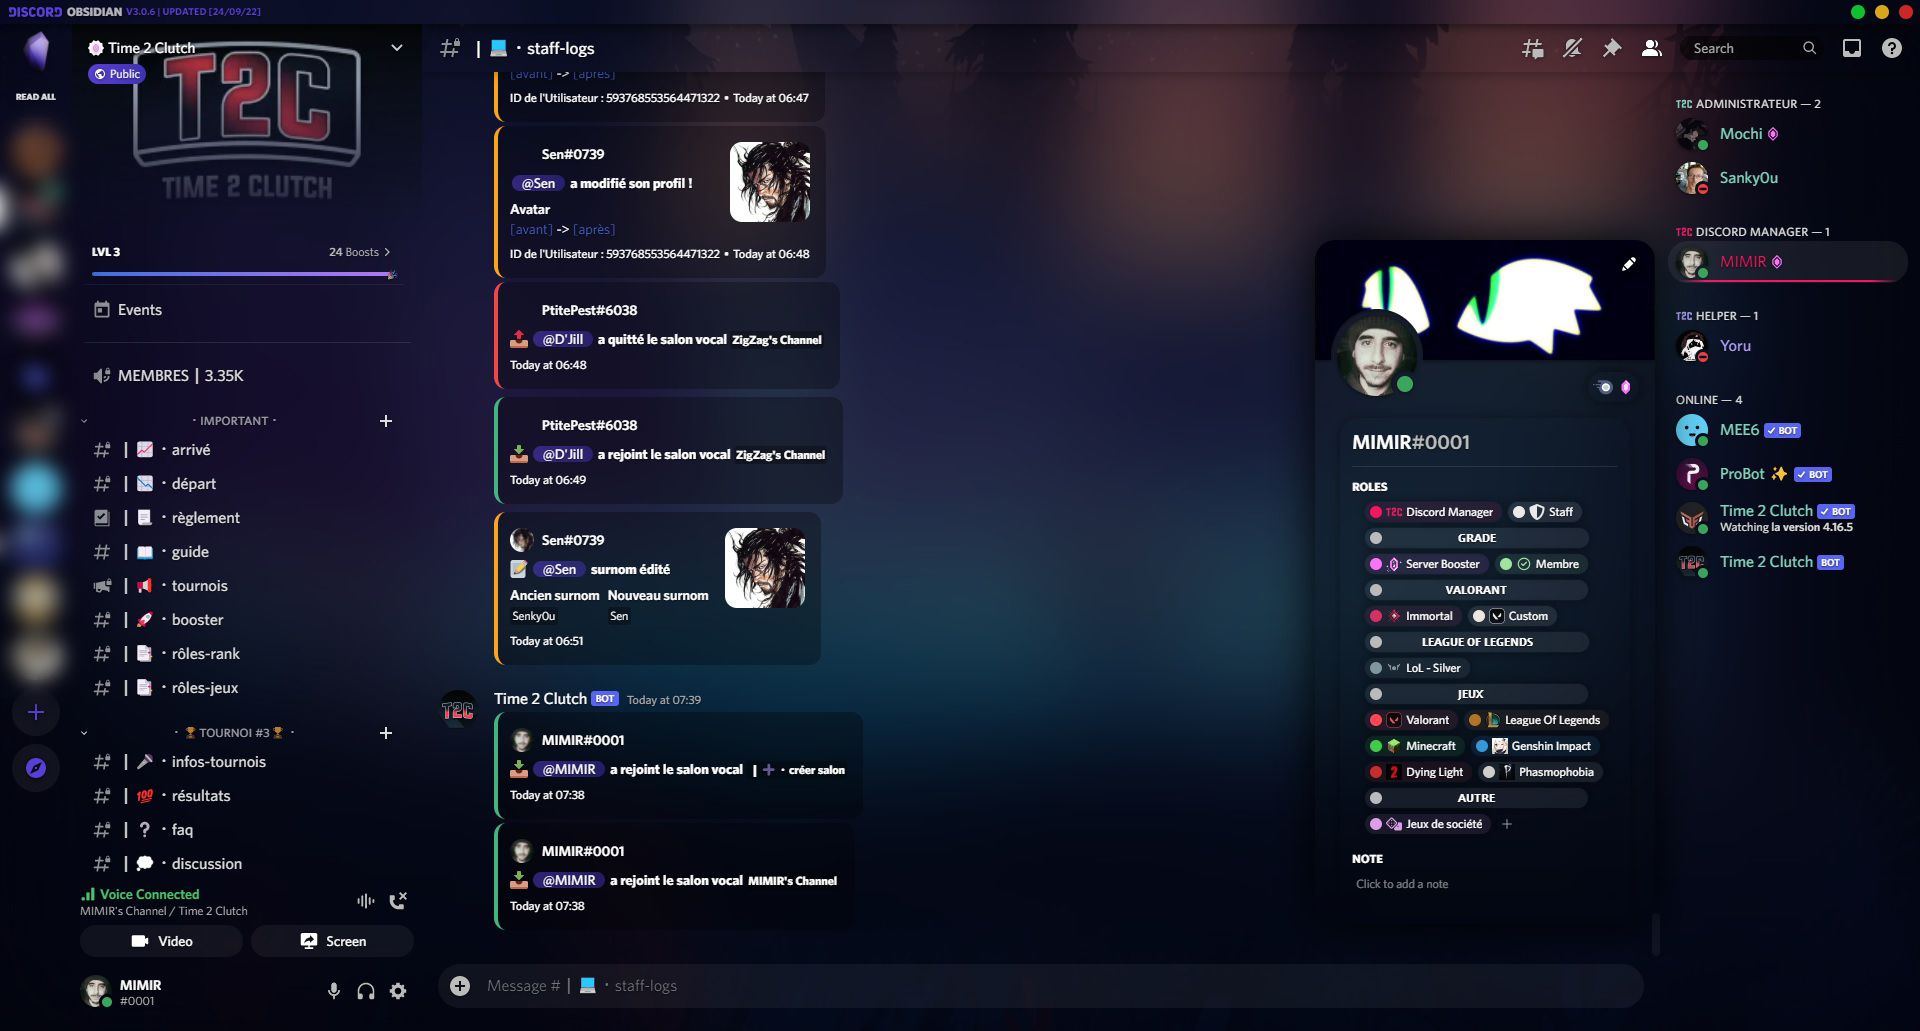 DISCORD OBSIDIAN V3.0.6 | UPDATED [24/09/22]
READ ALL
Time 2 Clutch
Public
T2C
TIME 2 CLUTCH
LVL 3
24 Boosts
Events
MEMBRES | 3.35K
· IMPORTANT ·
| · arrivé
| · départ
| · règlement
| · guide
| · tournois
| · booster
| · rôles-rank
| · rôles-jeux
· TOURNOI #3 ·
| · infos-tournois
| · résultats
| · faq
| · discussion
Voice Connected
MIMIR's Channel / Time 2 Clutch
Video
Screen
MIMIR
#0001
| · staff-logs
Search
[avant] -> [après]
ID de l'Utilisateur : 593768553564471322 • Today at 06:47
Sen#0739
@Sen a modifié son profil !
Avatar
[avant] -> [après]
ID de l'Utilisateur : 593768553564471322 • Today at 06:48
PtitePest#6038
@D'Jill a quitté le salon vocal ZigZag's Channel
Today at 06:48
PtitePest#6038
@D'Jill a rejoint le salon vocal ZigZag's Channel
Today at 06:49
Sen#0739
@Sen surnom édité
Ancien surnom Nouveau surnom
Senky0u Sen
Today at 06:51
T2C
Time 2 Clutch BOT Today at 07:39
MIMIR#0001
@MIMIR a rejoint le salon vocal | + · créer salon
Today at 07:38
MIMIR#0001
@MIMIR a rejoint le salon vocal MIMIR's Channel
Today at 07:38
Message # | · staff-logs
MIMIR#0001
ROLES
T2C Discord Manager Staff
GRADE
Server Booster Membre
VALORANT
Immortal Custom
LEAGUE OF LEGENDS
LoL - Silver
JEUX
Valorant League Of Legends
Minecraft Genshin Impact
2 Dying Light Phasmophobia
AUTRE
Jeux de société
NOTE
Click to add a note
T2C ADMINISTRATEUR — 2
Mochi
Sanky0u
T2C DISCORD MANAGER — 1
MIMIR
T2C HELPER — 1
Yoru
ONLINE — 4
MEE6 BOT
ProBot BOT
Time 2 Clutch BOT
Watching la version 4.16.5
T2C
Time 2 Clutch BOT